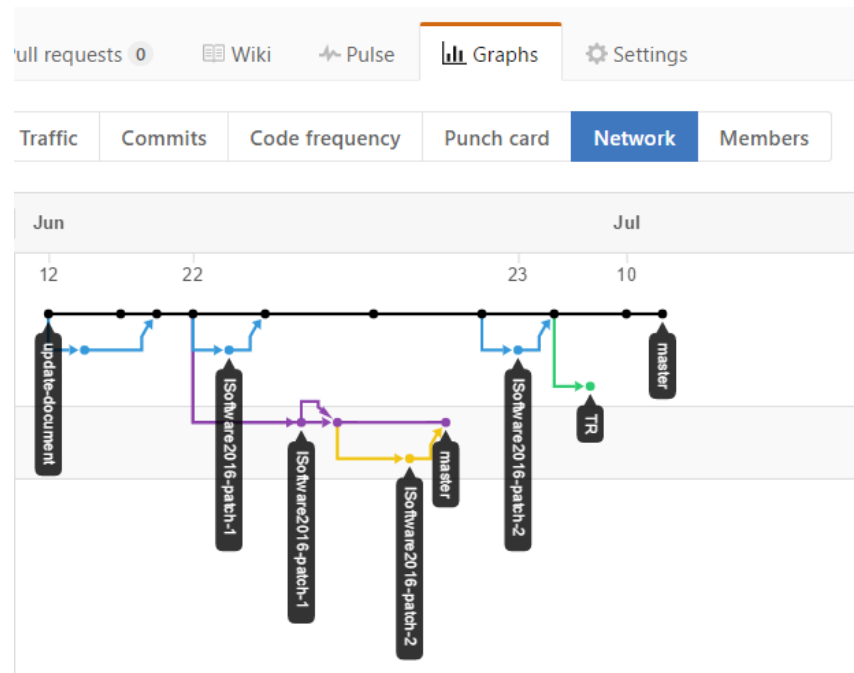 ull requests 0 Wiki Pulse Graphs Settings
Traffic Commits Code frequency Punch card Network Members
Jun Jul
12 22 23 10
update-document
ISoftware2016-patch-1
ISoftware2016-patch-1
ISoftware2016-patch-2
master
ISoftware2016-patch-2
TR
master